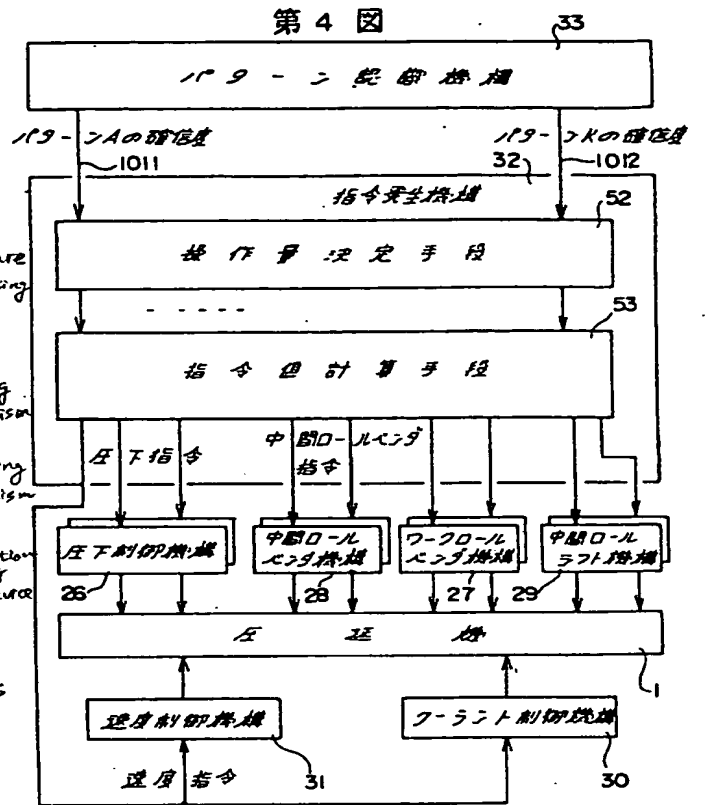 第4図
33
パターン認識機構
パターンAの確信度
パターンKの確信度
1011
32
1012
指令発生機構
52
操作量決定手段
53
指令値計算手段
圧下指令
中間ロールベンダ
指令
圧下制御機構
26
中間ロール
ベンダ機構
28
ワークロール
ベンダ機構
27
中間ロール
シフト機構
29
圧延機
1
速度制御機構
31
クーラント制御機構
30
速度指令